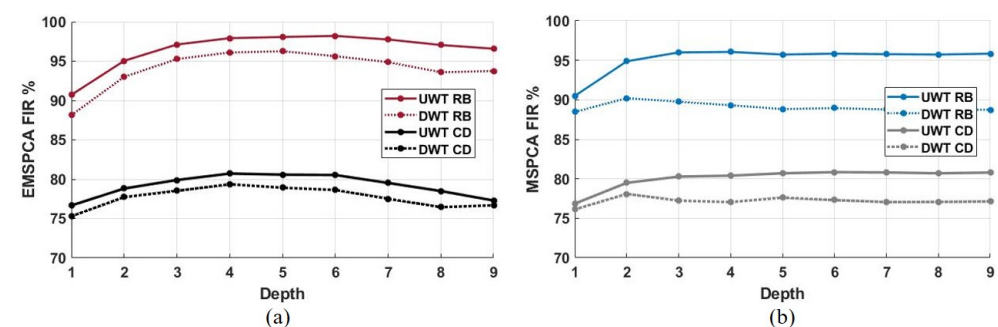 EMSPCA FIR %
100
95
90
85
80
75
70
1 2 3 4 5 6 7 8 9
Depth
UWT RB
DWT RB
UWT CD
DWT CD
(a)
MSPCA FIR %
100
95
90
85
80
75
70
1 2 3 4 5 6 7 8 9
Depth
UWT RB
DWT RB
UWT CD
DWT CD
(b)